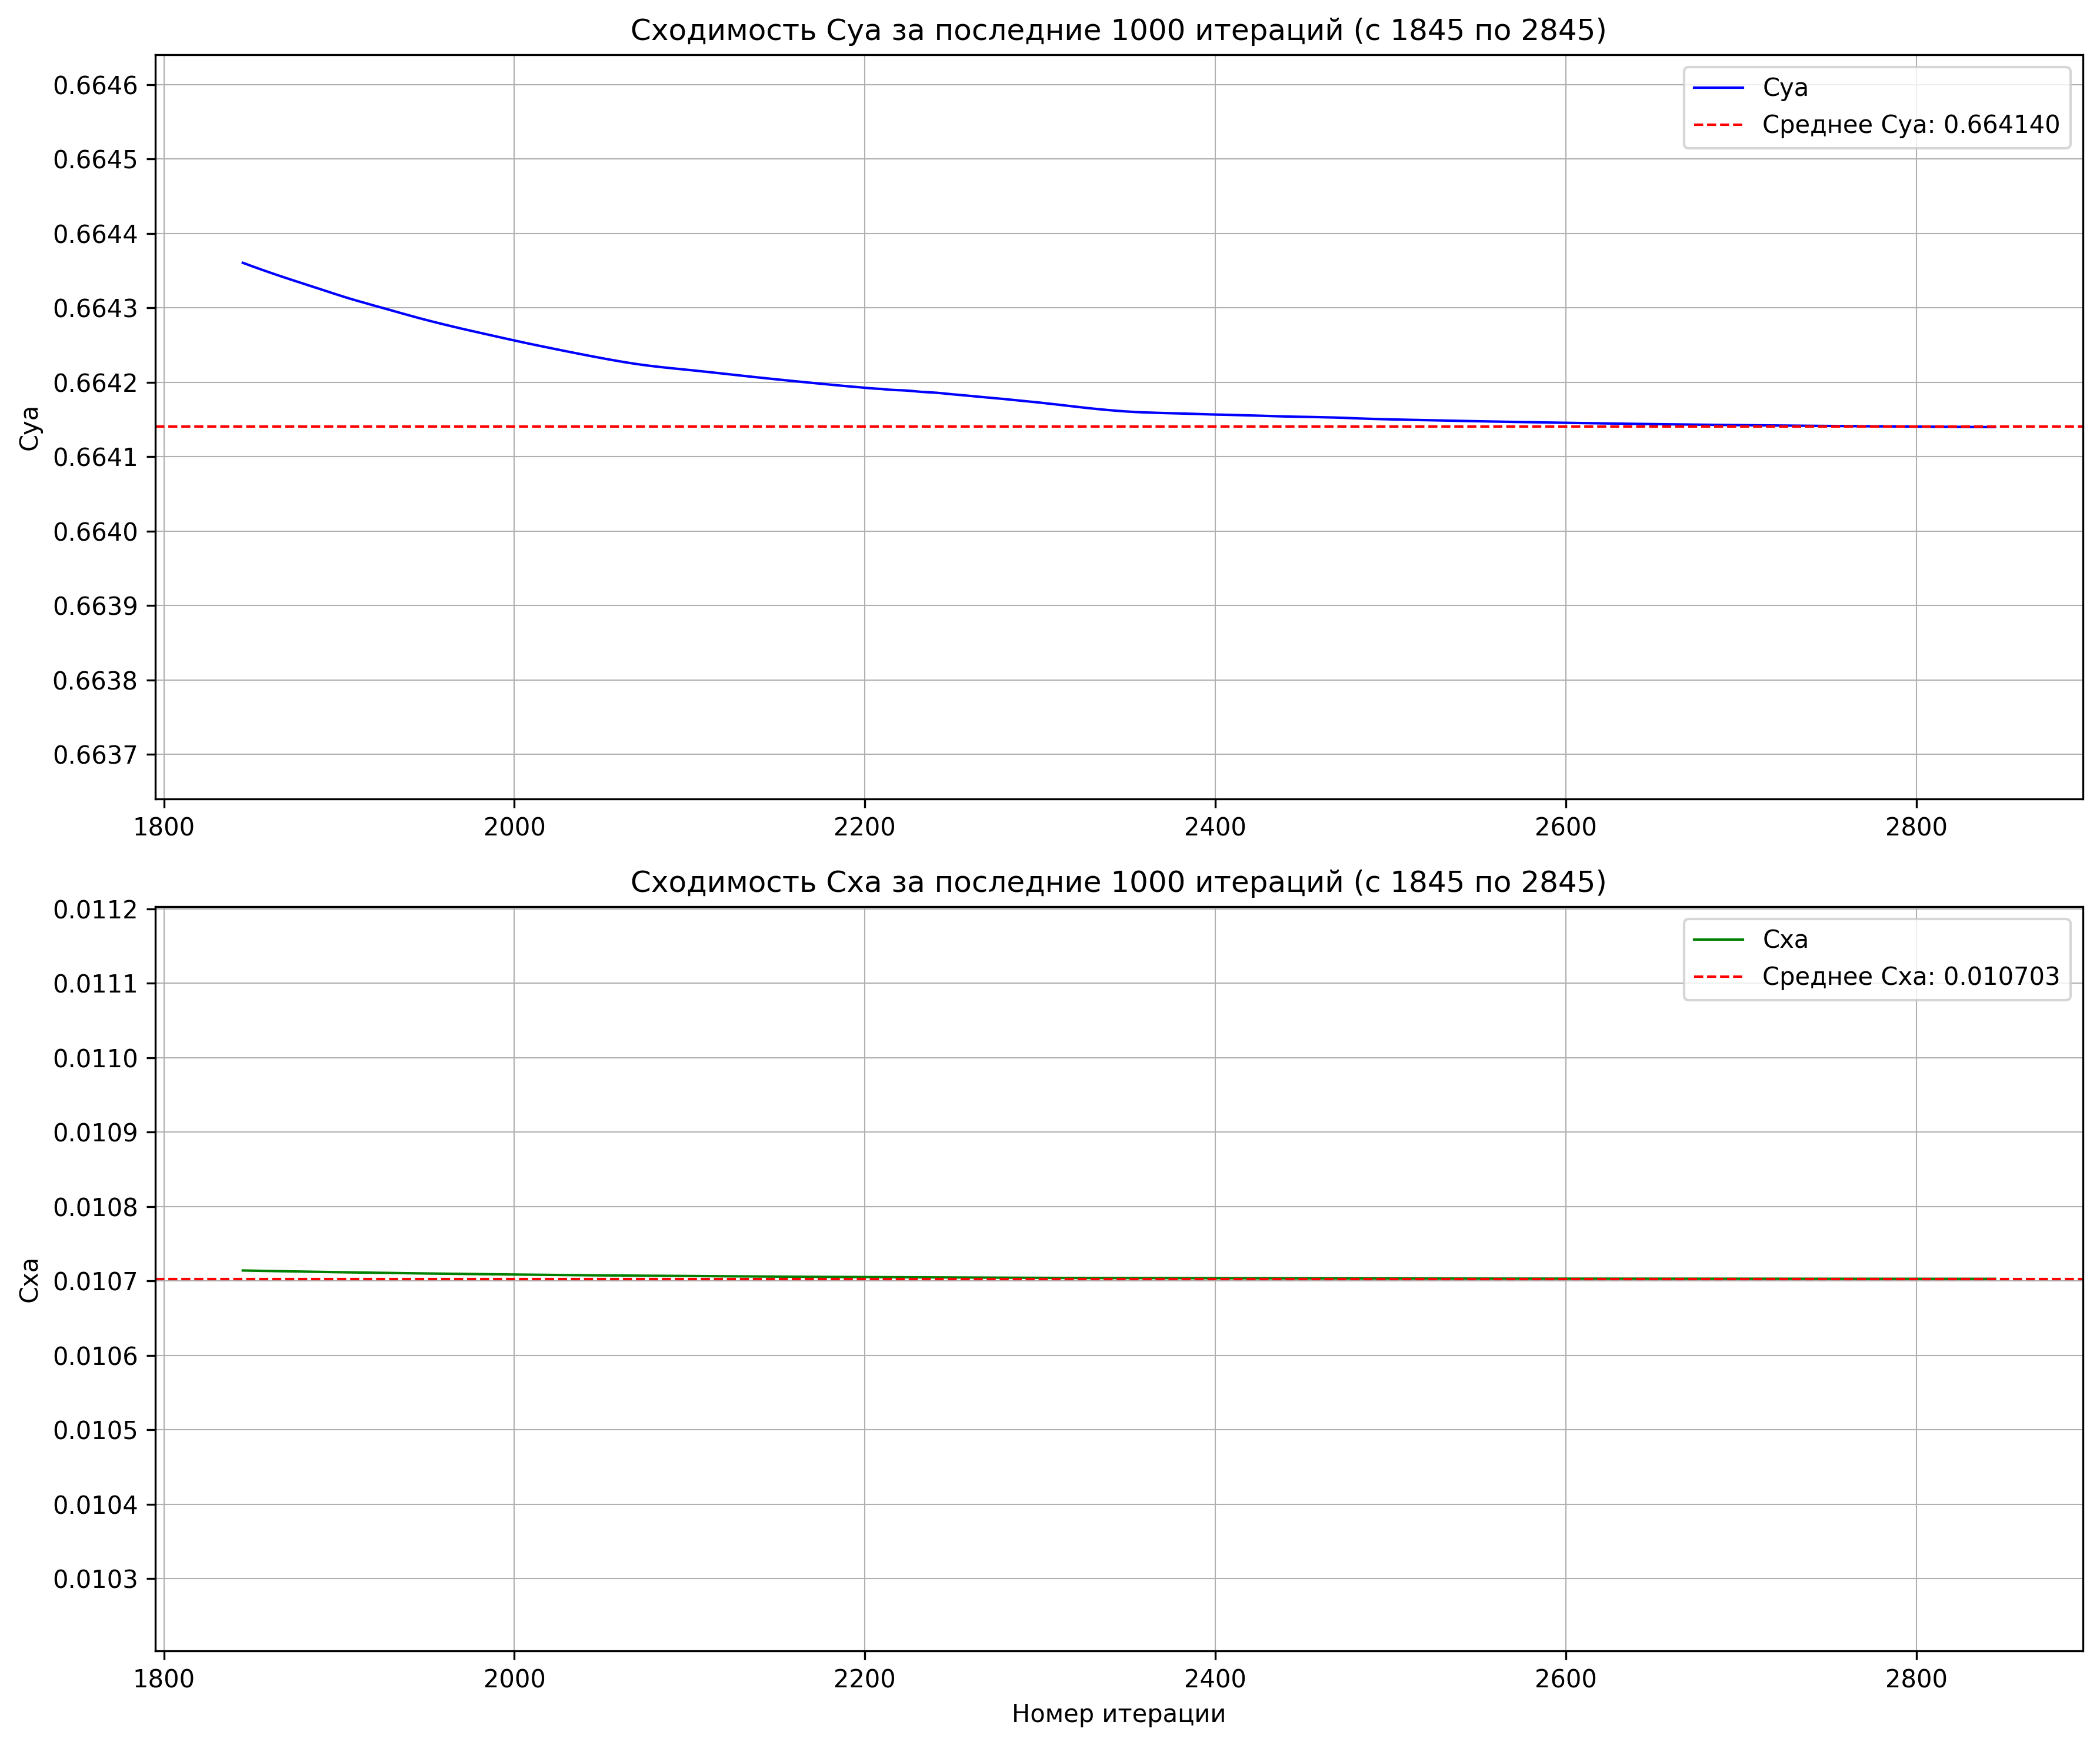 Сходимость Cya за последние 1000 итераций (с 1845 по 2845)
Cya
Среднее Cya: 0.664140
0.6646
0.6645
0.6644
0.6643
0.6642
0.6641
0.6640
0.6639
0.6638
0.6637
Cya
1800 2000 2200 2400 2600 2800
Сходимость Cxa за последние 1000 итераций (с 1845 по 2845)
Cxa
Среднее Cxa: 0.010703
0.0112
0.0111
0.0110
0.0109
0.0108
0.0107
0.0106
0.0105
0.0104
0.0103
Cxa
1800 2000 2200 2400 2600 2800
Номер итерации